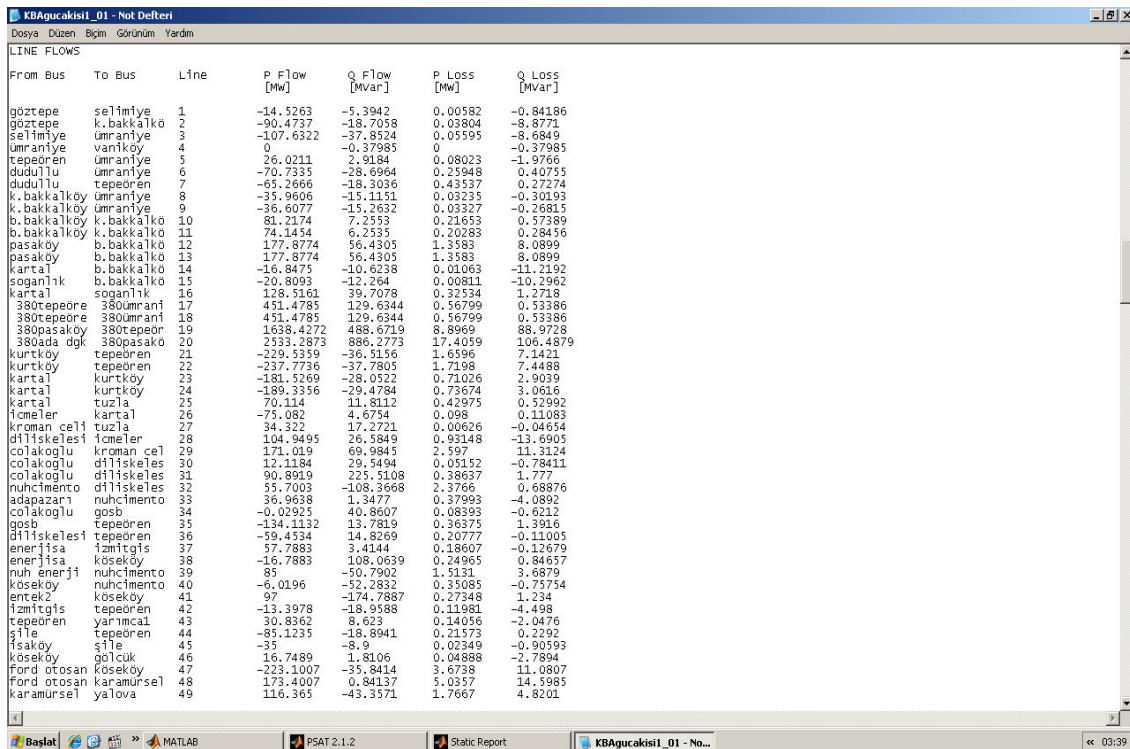 KBAgucakisi1_01 - Not Defteri
Dosya Düzen Biçim Görünüm Yardım
LINE FLOWS
From Bus To Bus Line P Flow Q Flow P Loss Q Loss
[MW] [MVar] [MW] [MVar]
göztepe selimiye 1 -14.5263 -5.3942 0.00582 -0.84186
göztepe k.bakkalkö 2 -90.4737 -18.7058 0.03804 -8.8771
selimiye ümraniye 3 -107.6322 -37.8524 0.05595 -8.6849
ümraniye vaniköy 4 0 -0.37985 0 -0.37985
tepeören ümraniye 5 26.0211 2.9184 0.08023 -1.9766
dudullu ümraniye 6 -70.7335 -28.6964 0.25948 0.40755
dudullu tepeören 7 -65.2666 -18.3036 0.43537 0.27274
k.bakkalköy ümraniye 8 -35.9606 -15.1151 0.03235 -0.30193
k.bakkalköy ümraniye 9 -36.6077 -15.2632 0.03327 -0.26815
b.bakkalköy k.bakkalkö 10 81.2174 7.2553 0.21653 0.57389
b.bakkalköy k.bakkalkö 11 74.1454 6.2535 0.20283 0.28456
pasaköy b.bakkalkö 12 177.8774 56.4305 1.3583 8.0899
pasaköy b.bakkalkö 13 177.8774 56.4305 1.3583 8.0899
kartal b.bakkalkö 14 -16.8475 -10.6238 0.01063 -11.2192
soganlık b.bakkalkö 15 -20.8093 -12.264 0.00811 -10.2962
kartal soganlık 16 128.5161 39.7078 0.32534 1.2718
380tepeöre 380ümrani 17 451.4785 129.6344 0.56799 0.53386
380tepeöre 380ümrani 18 451.4785 129.6344 0.56799 0.53386
380pasaköy 380tepeör 19 1638.4272 488.6719 8.8969 88.9728
380ada dgk 380pasakö 20 2533.2873 886.2773 17.4059 106.4879
kurtköy tepeören 21 -229.5359 -36.5156 1.6596 7.1421
kurtköy tepeören 22 -237.7736 -37.7805 1.7198 7.4488
kartal kurtköy 23 -181.5269 -28.0522 0.71026 2.9039
kartal kurtköy 24 -189.3356 -29.4784 0.73674 3.0616
kartal tuzla 25 70.114 11.8112 0.42975 0.52992
icmeler kartal 26 -75.082 4.6754 0.098 0.11083
kroman celi tuzla 27 34.322 17.2721 0.00626 -0.04654
diliskelesi icmeler 28 104.9495 26.5849 0.93148 -13.6905
colakoglu kroman cel 29 171.019 69.9845 2.597 11.3124
colakoglu diliskeles 30 12.1184 29.5494 0.05152 -0.78411
colakoglu diliskeles 31 90.8919 225.5108 0.38637 1.777
nuhcimento diliskeles 32 55.7003 -108.3668 2.3766 0.68876
adapazarı nuhcimento 33 36.9638 1.3477 0.37993 -4.0892
colakoglu gosb 34 -0.02925 40.8607 0.08393 -0.6212
gosb tepeören 35 -134.1132 13.7819 0.36375 1.3916
diliskelesi tepeören 36 -59.4534 14.8269 0.20777 -0.11005
enerjisa izmitgis 37 57.7883 3.4144 0.18607 -0.12679
enerjisa köseköy 38 -16.7883 108.0639 0.24965 0.84657
nuh enerji nuhcimento 39 85 -50.7902 1.5131 3.6879
köseköy nuhcimento 40 -6.0196 -52.2832 0.35085 -0.75754
entek2 köseköy 41 97 -174.7887 0.27348 1.234
izmitgis tepeören 42 -13.3978 -18.9588 0.11981 -4.498
tepeören yarımca1 43 30.8362 8.623 0.14056 -2.0476
şile tepeören 44 -85.1235 -18.8941 0.21573 0.2292
isaköy şile 45 -35 -8.9 0.02349 -0.90593
köseköy gölcük 46 16.7489 1.8106 0.04888 -2.7894
ford otosan köseköy 47 -223.1007 -35.8414 3.6738 11.0807
ford otosan karamürsel 48 173.4007 0.84137 5.0357 14.5985
karamürsel yalova 49 116.365 -43.3571 1.7667 4.8201
Başlat » MATLAB PSAT 2.1.2 Static Report KBAgucakisi1_01 - No... « 03:39